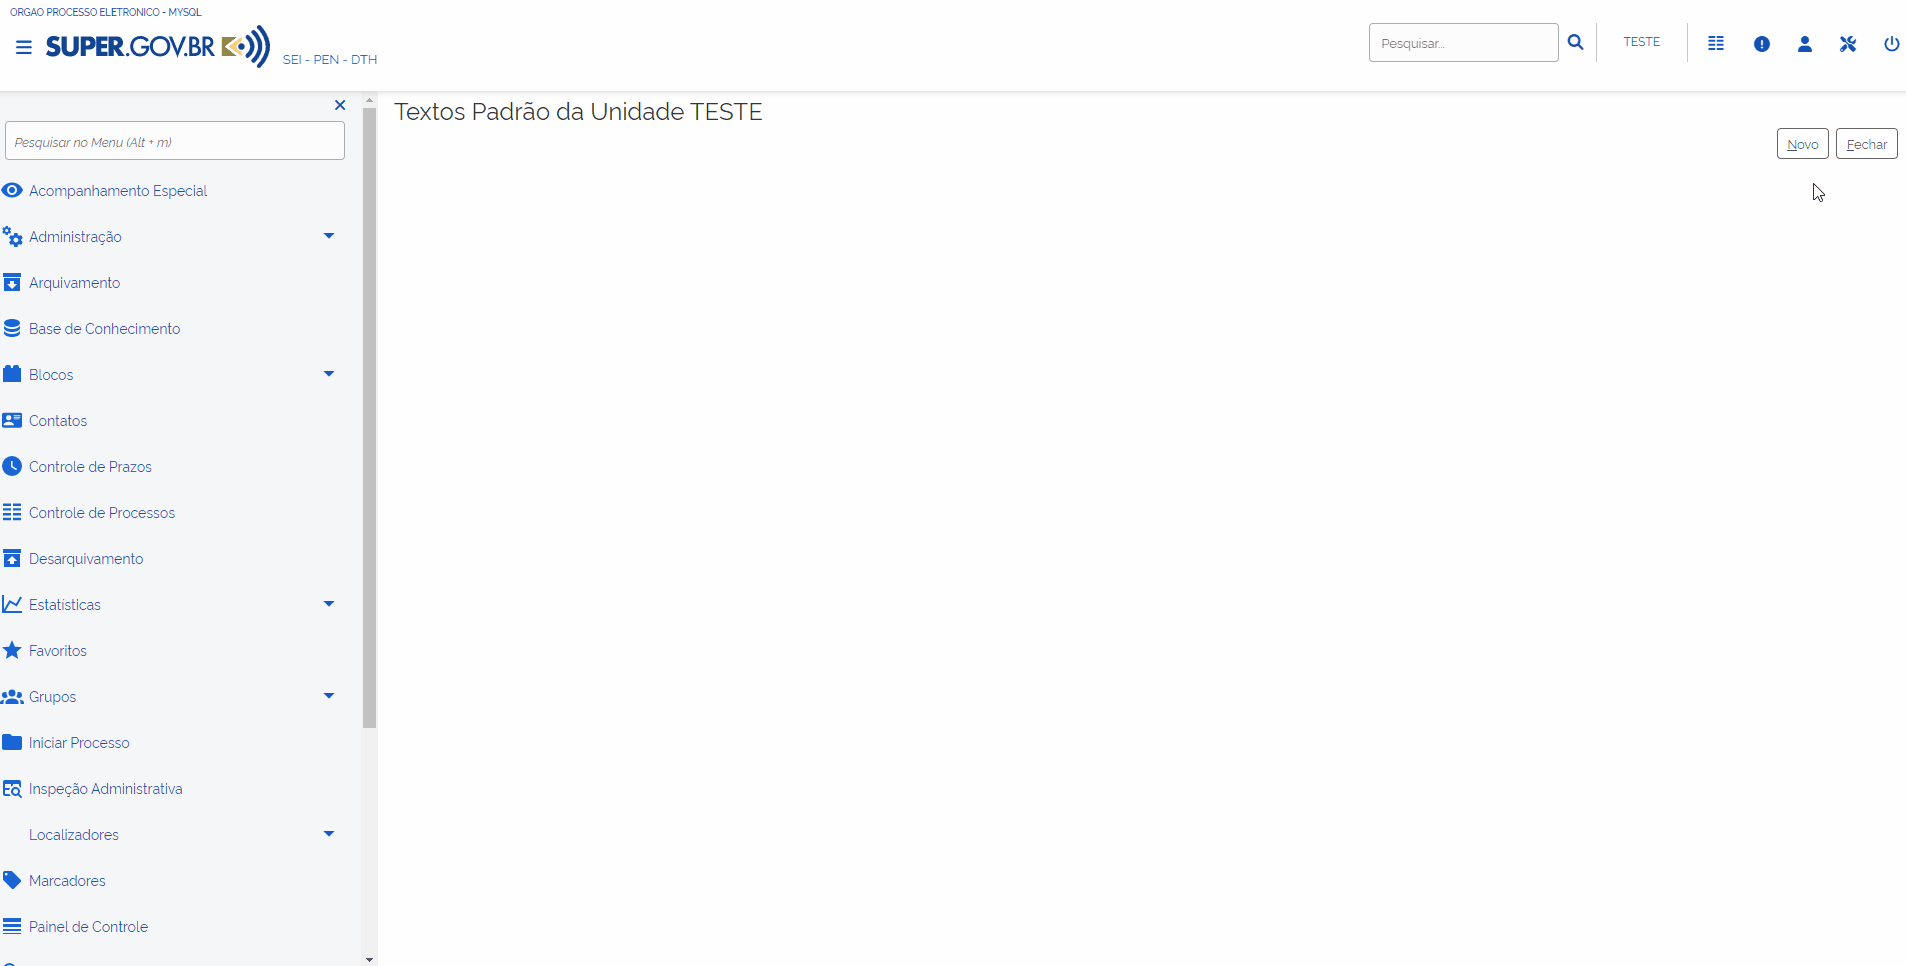 ORGAO PROCESSO ELETRONICO - MYSQL
SUPER.GOV.BR
SEI - PEN - DTH
Pesquisar...
TESTE
Pesquisar no Menu (Alt + m)
Textos Padrão da Unidade TESTE
Novo
Fechar
Acompanhamento Especial
Administração
Arquivamento
Base de Conhecimento
Blocos
Contatos
Controle de Prazos
Controle de Processos
Desarquivamento
Estatísticas
Favoritos
Grupos
Iniciar Processo
Inspeção Administrativa
Localizadores
Marcadores
Painel de Controle